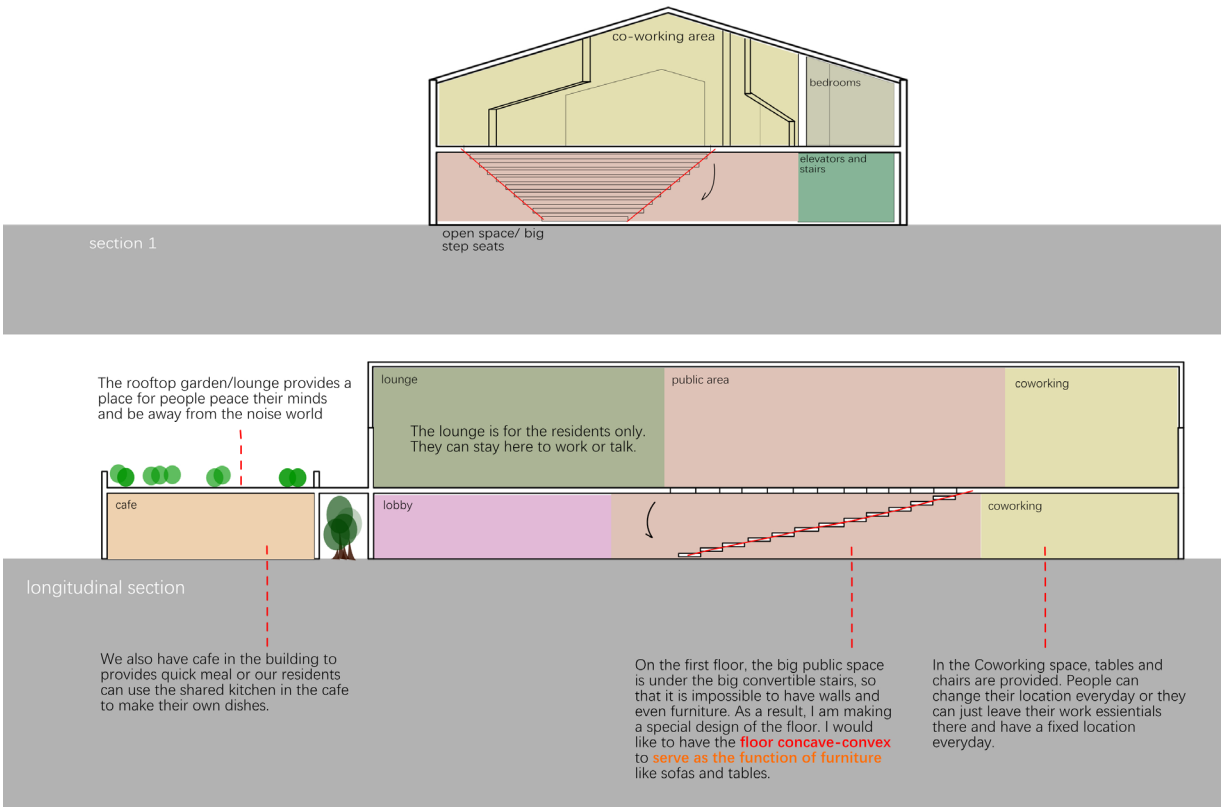 co-working area
bedrooms
elevators and
stairs
open space/ big
step seats
section 1
The rooftop garden/lounge provides a
place for people peace their minds
and be away from the noise world
lounge
public area
coworking
The lounge is for the residents only.
They can stay here to work or talk.
cafe
lobby
coworking
longitudinal section
We also have cafe in the building to
provides quick meal or our residents
can use the shared kitchen in the cafe
to make their own dishes.
On the first floor, the big public space
is under the big convertible stairs, so
that it is impossible to have walls and
even furniture. As a result, I am making
a special design of the floor. I would
like to have the floor concave-convex
to serve as the function of furniture
like sofas and tables.
In the Coworking space, tables and
chairs are provided. People can
change their location everyday or they
can just leave their work essientials
there and have a fixed location
everyday.